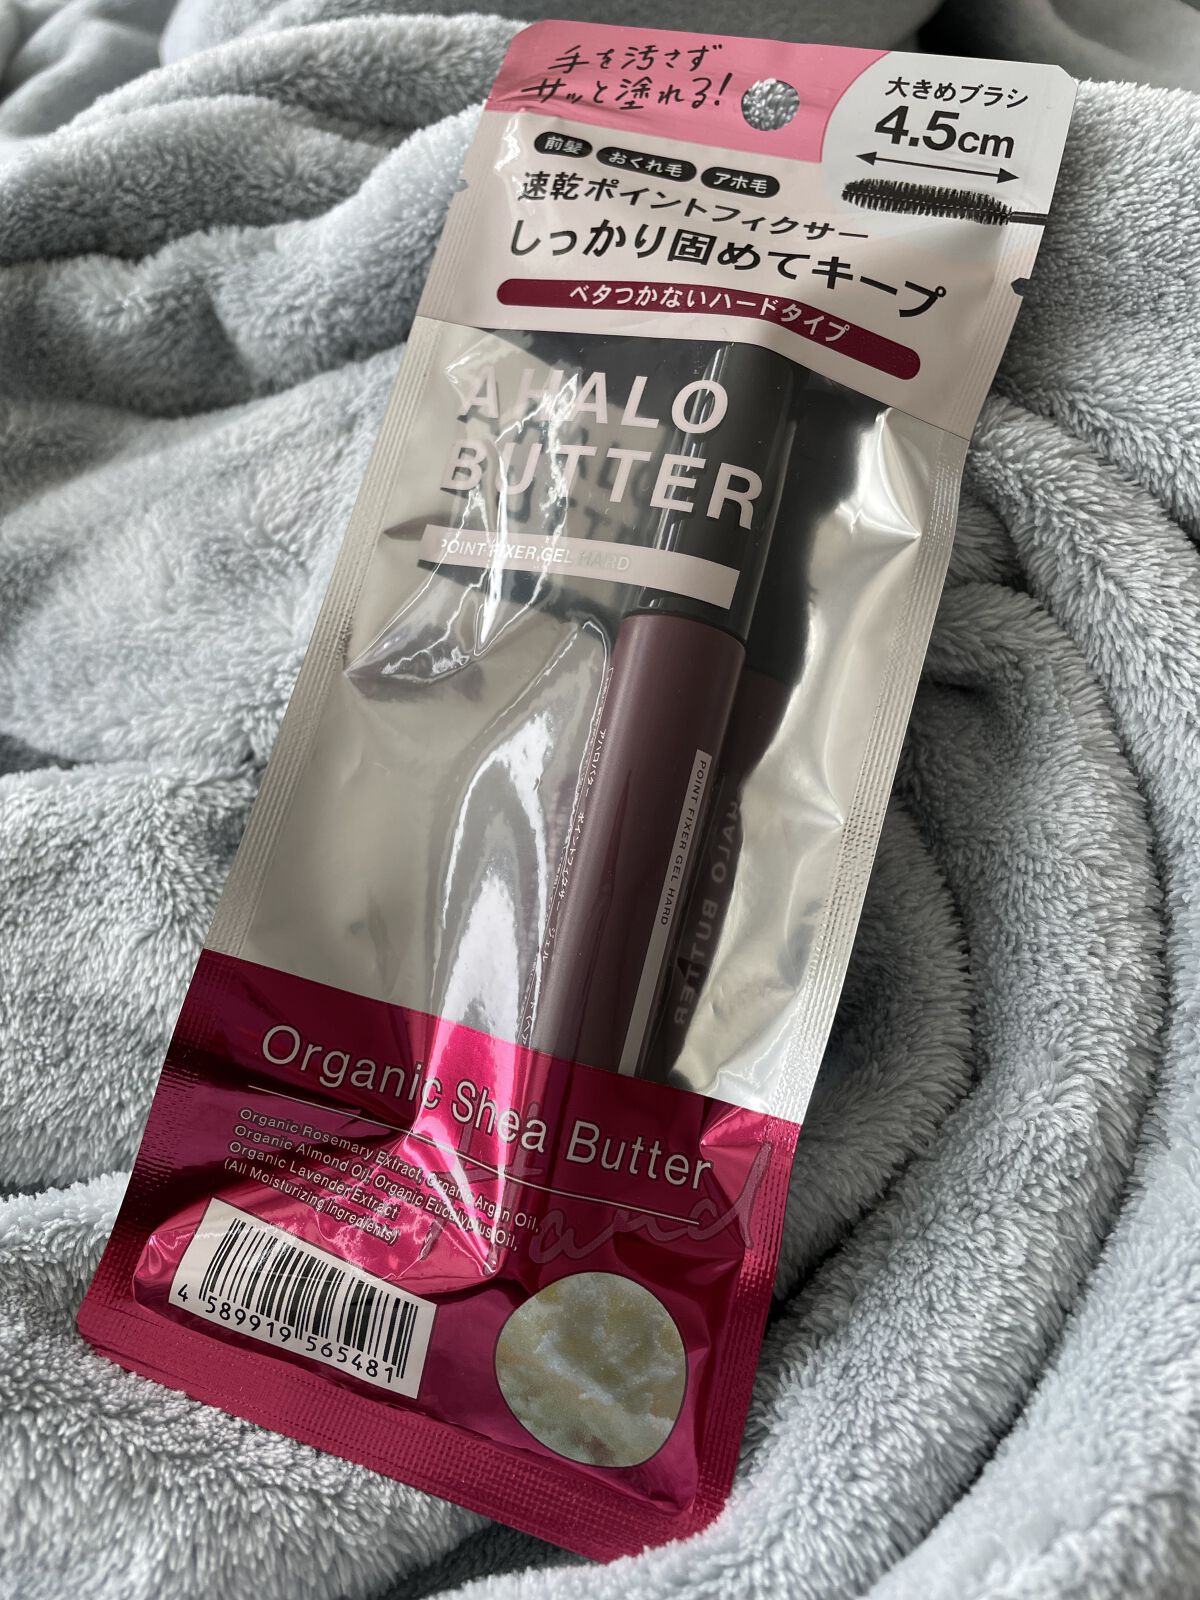 手を汚さず
サッと塗れる!
大きめブラシ
4.5cm
前髪 おくれ毛 アホ毛
速乾ポイントフィクサー
しっかり固めてキープ
ベタつかないハードタイプ
AHALO
BUTTER
POINT FIXER GEL HARD
POINT FIXER GEL HARD
HALO BUTTER
Organic Shea Butter
Organic Rosemary Extract, Organic Argan Oil,
Organic Almond Oil, Organic Eucalyptus Oil,
Organic Lavender Extract
(All Moisturizing Ingredients)
Hand
4 589919 565481